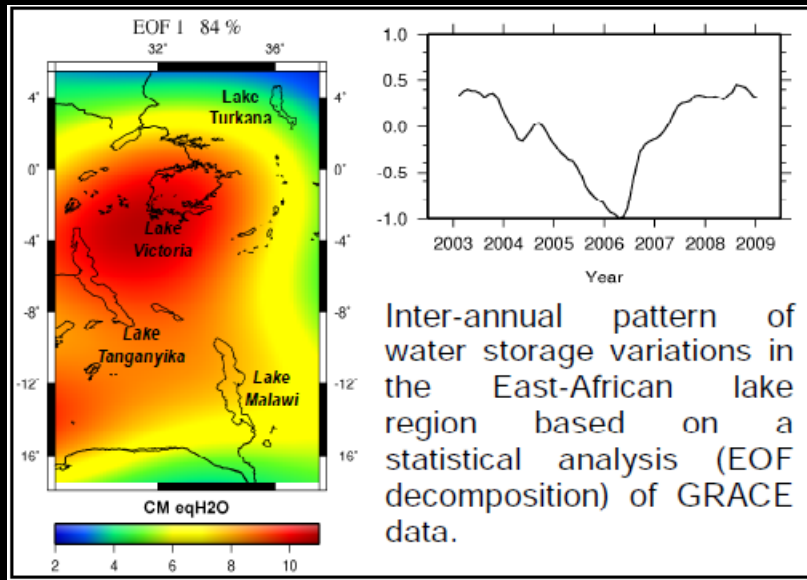 EOF 1 84 %
32° 36°
4° 4°
0° 0°
-4° -4°
-8° -8°
-12° -12°
16° 16°
Lake
Turkana
Lake
Victoria
Lake
Tanganyika
Lake
Malawi
CM eqH2O
2 4 6 8 10
1.0
0.5
0.0
-0.5
-1.0
2003 2004 2005 2006 2007 2008 2009
Year
Inter-annual pattern of
water storage variations in
the East-African lake
region based on a
statistical analysis (EOF
decomposition) of GRACE
data.